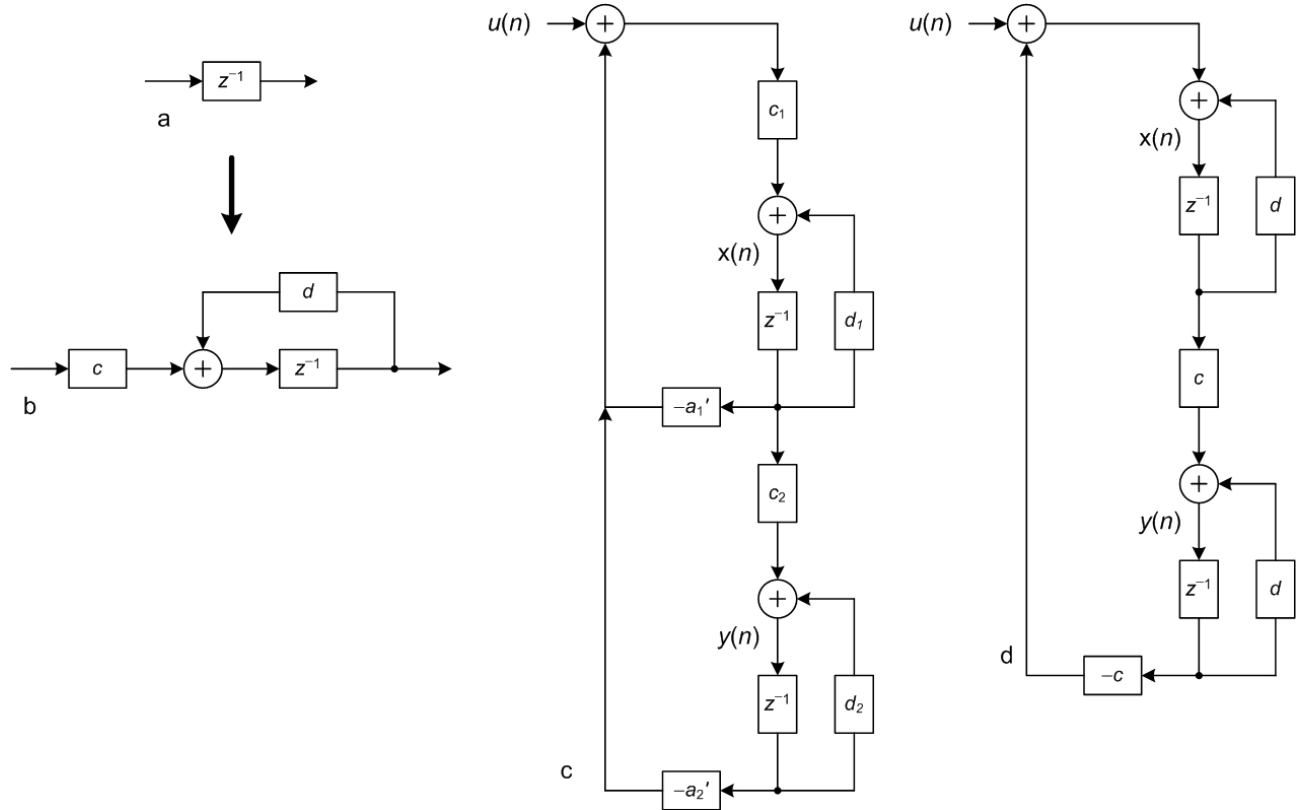 z⁻¹
a
d
c
z⁻¹
b
u(n)
c₁
x(n)
z⁻¹
d₁
−a₁′
c₂
y(n)
z⁻¹
d₂
c
−a₂′
u(n)
x(n)
z⁻¹
d
c
y(n)
z⁻¹
d
d
−c